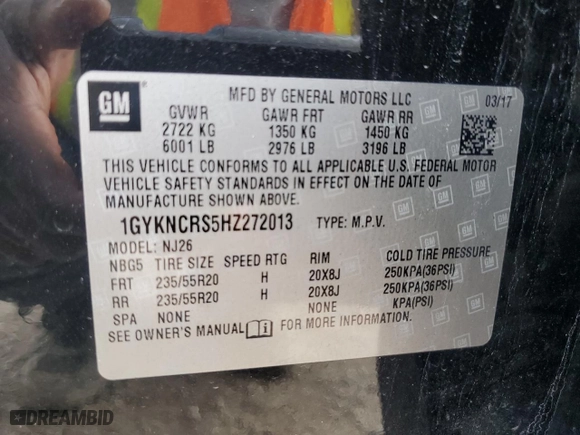 GM
MFD BY GENERAL MOTORS LLC 03/17
GVWR GAWR FRT GAWR RR
2722 KG 1350 KG 1450 KG
6001 LB 2976 LB 3196 LB
THIS VEHICLE CONFORMS TO ALL APPLICABLE U.S. FEDERAL MOTOR
VEHICLE SAFETY STANDARDS IN EFFECT ON THE DATE OF
MANUFACTURE SHOWN ABOVE.
1GYKNCRS5HZ272013 TYPE: M.P.V.
MODEL: NJ26
NBG5 TIRE SIZE SPEED RTG RIM COLD TIRE PRESSURE
FRT 235/55R20 H 20X8J 250KPA(36PSI)
RR 235/55R20 H 20X8J 250KPA(36PSI)
SPA NONE NONE KPA(PSI)
SEE OWNER'S MANUAL FOR MORE INFORMATION.
DREAMBID